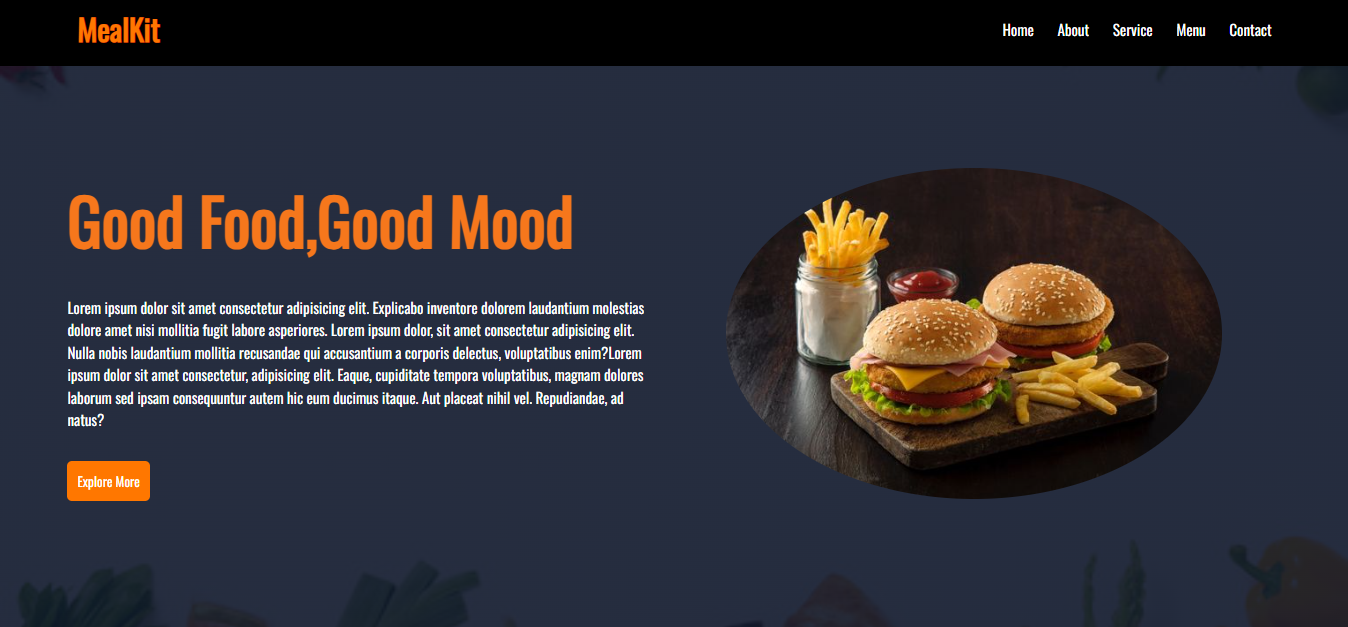 MealKit
Home About Service Menu Contact
Good Food,Good Mood
Lorem ipsum dolor sit amet consectetur adipisicing elit. Explicabo inventore dolorem laudantium molestias
dolore amet nisi mollitia fugit labore asperiores. Lorem ipsum dolor, sit amet consectetur adipisicing elit.
Nulla nobis laudantium mollitia recusandae qui accusantium a corporis delectus, voluptatibus enim?Lorem
ipsum dolor sit amet consectetur, adipisicing elit. Eaque, cupiditate tempora voluptatibus, magnam dolores
laborum sed ipsam consequuntur autem hic eum ducimus itaque. Aut placeat nihil vel. Repudiandae, ad
natus?
Explore More